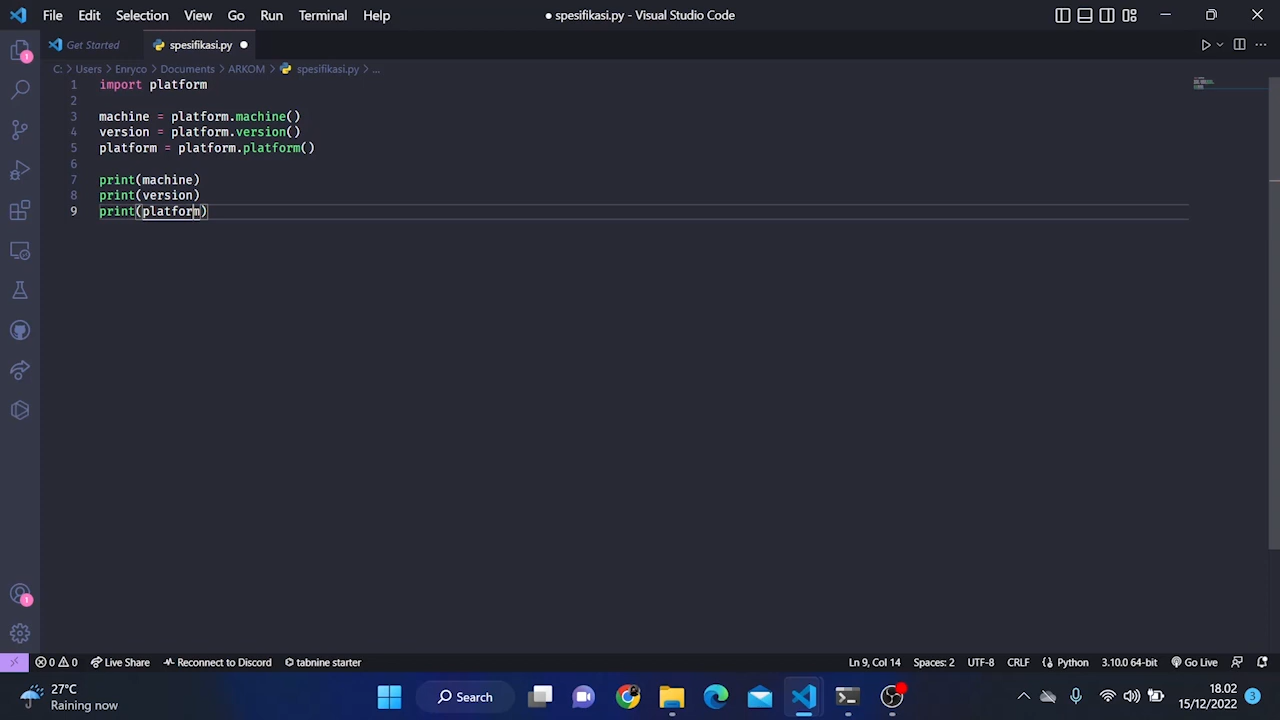 File Edit Selection View Go Run Terminal Help
● spesifikasi.py - Visual Studio Code
Get Started
spesifikasi.py ●
C: > Users > Enryco > Documents > ARKOM > spesifikasi.py > ...
1 import platform
2
3 machine = platform.machine()
4 version = platform.version()
5 platform = platform.platform()
6
7 print(machine)
8 print(version)
9 print(platform)
1
1
0 0 Live Share Reconnect to Discord tabnine starter
Ln 9, Col 14 Spaces: 2 UTF-8 CRLF Python 3.10.0 64-bit Go Live
27°C
Raining now
Search
18.02
15/12/2022
3